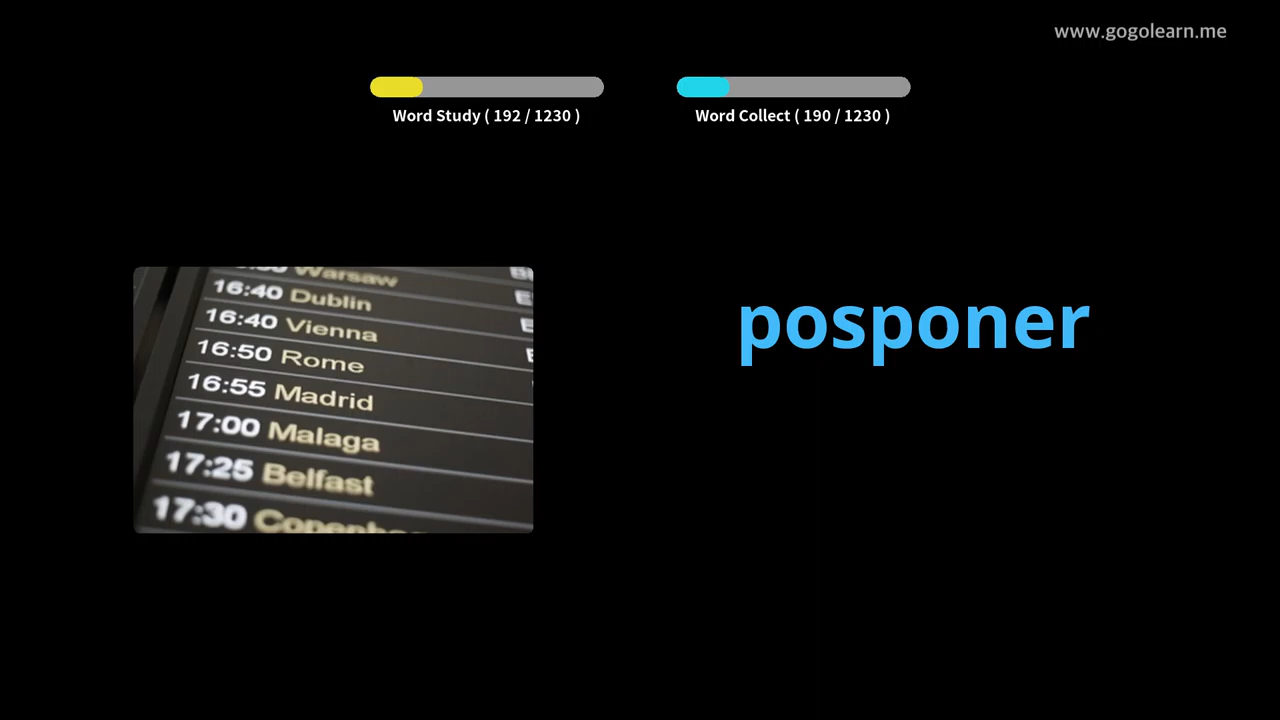 www.gogolearn.me
Word Study ( 192 / 1230 )
Word Collect ( 190 / 1230 )
Warsaw
16:40 Dublin
16:40 Vienna
16:50 Rome
16:55 Madrid
17:00 Malaga
17:25 Belfast
17:30
posponer